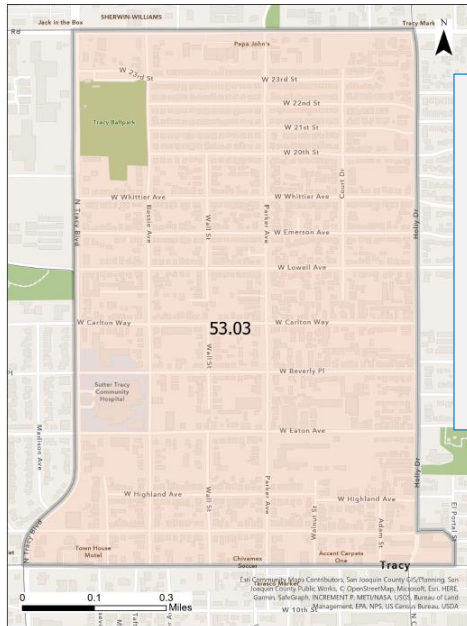 SHERWIN-WILLIAMS
Jack in the Box
Tracy Mark
Rd
N
Papa John's
W 23rd St
W 23rd St
W 22nd St
Tracy Ballpark
W 21st St
W 20th St
Court Dr
W Whittier Ave
W Whittier Ave
N Tracy Blvd
Bessie Ave
Wall St
Parker Ave
Holly Dr
W Emerson Ave
W Lowell Ave
W Carlton Way
53.03
W Carlton Way
Wall St
W Beverly Pl
Sutter Tracy
Community
Hospital
Madison Ave
W Eaton Ave
Holly Dr
W Highland Ave
W Highland Ave
Wall St
Parker Ave
Walnut St
Adam St
El Portal St
N Tracy Blvd
Town House
Motel
Chivamex
Soccer
Accent Carpets
One
Tracy
Tarasco Market
W 10th St
0 0.1 0.3
Miles
Esri Community Maps Contributors, San Joaquin County GIS/Planning, San
Joaquin County Public Works, © OpenStreetMap, Microsoft, Esri, HERE,
Garmin, SafeGraph, INCREMENT P, METI/NASA, USGS, Bureau of Land
Management, EPA, NPS, US Census Bureau, USDA